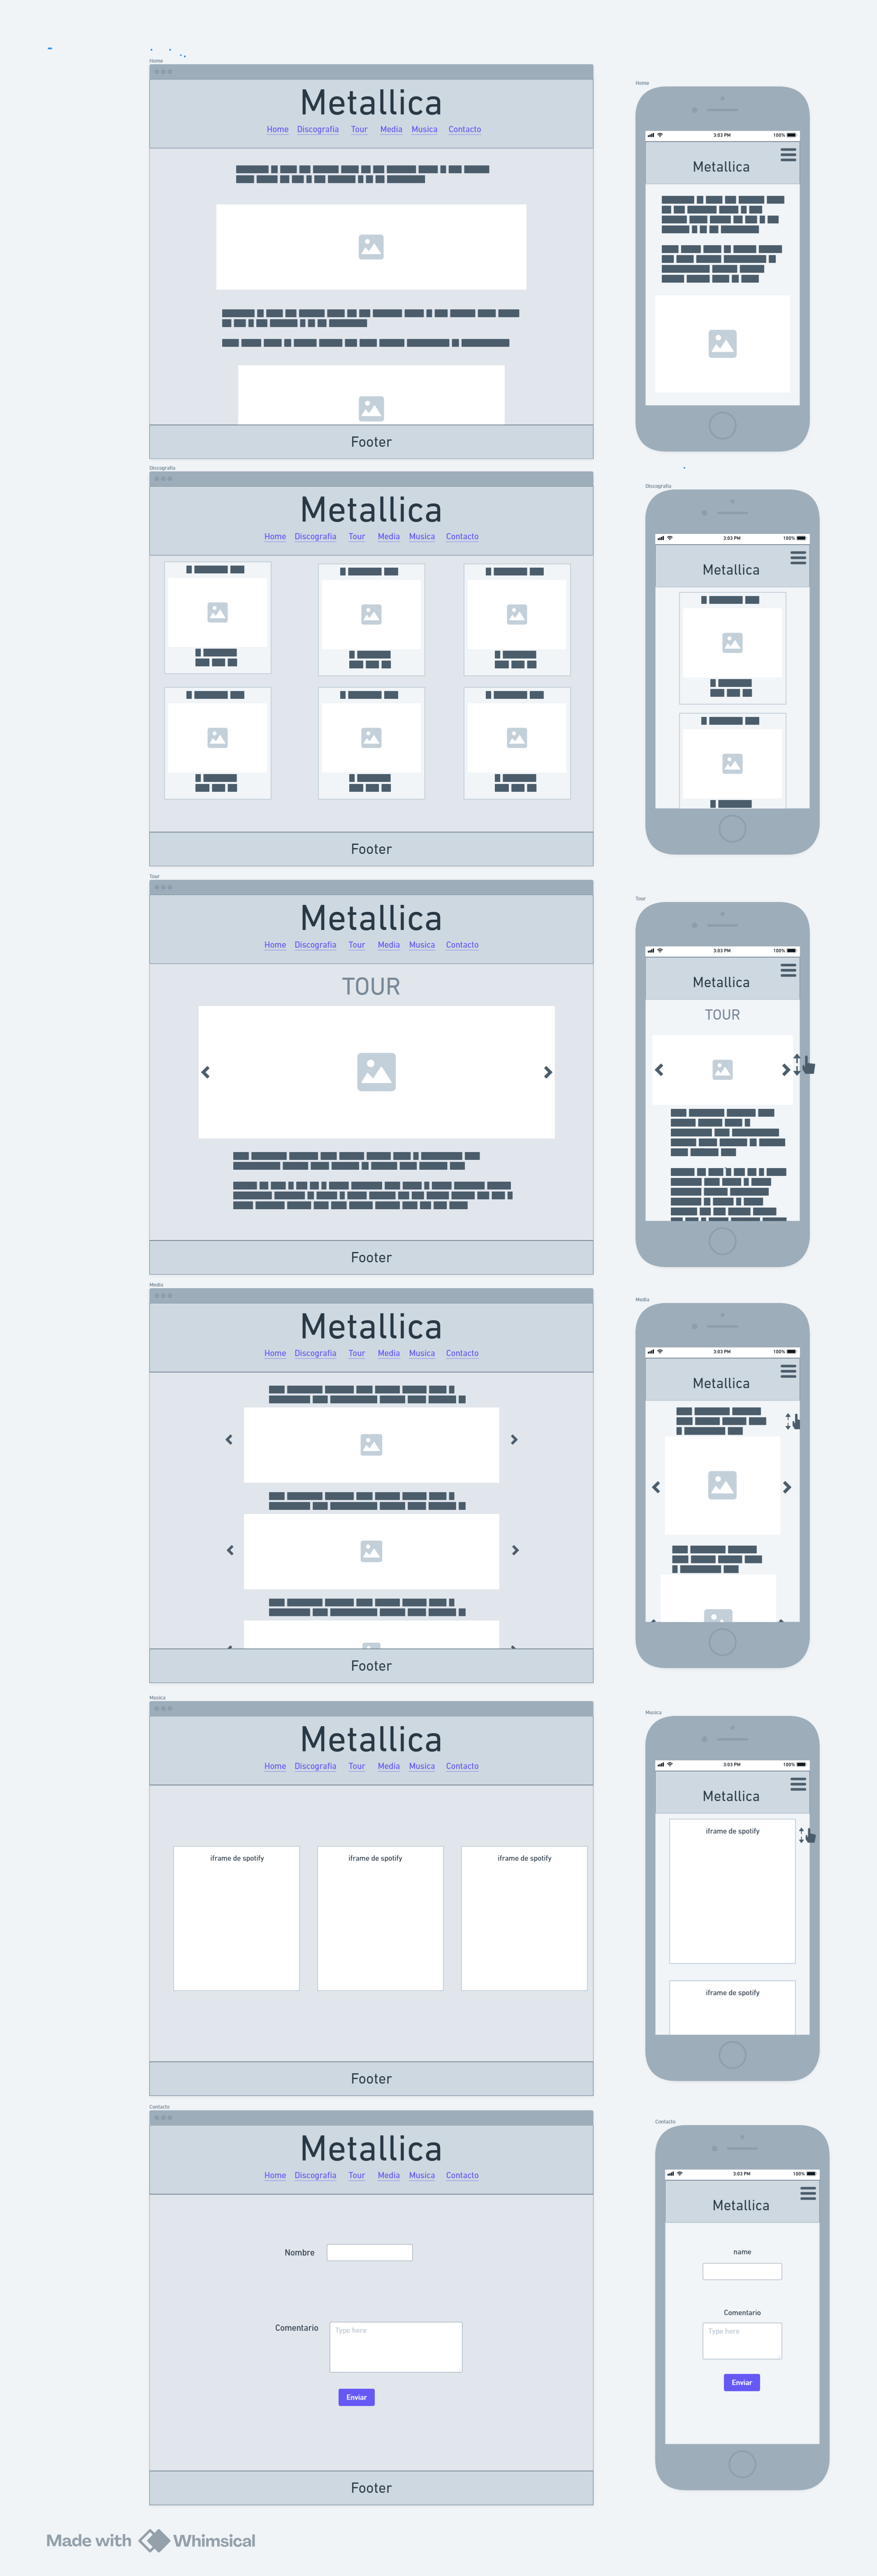 Home
Metallica
Home Discografia Tour Media Musica Contacto
Footer
Home
3:03 PM 100%
Metallica
Discografia
Metallica
Home Discografia Tour Media Musica Contacto
Footer
Discografia
3:03 PM 100%
Metallica
Tour
Metallica
Home Discografia Tour Media Musica Contacto
TOUR
Footer
Tour
3:03 PM 100%
Metallica
TOUR
Media
Metallica
Home Discografia Tour Media Musica Contacto
Footer
Media
3:03 PM 100%
Metallica
Musica
Metallica
Home Discografia Tour Media Musica Contacto
iframe de spotify iframe de spotify iframe de spotify
Footer
Musica
3:03 PM 100%
Metallica
iframe de spotify
iframe de spotify
Contacto
Metallica
Home Discografia Tour Media Musica Contacto
Nombre
Comentario
Type here
Enviar
Footer
Contacto
3:03 PM 100%
Metallica
name
Comentario
Type here
Enviar
Made with Whimsical